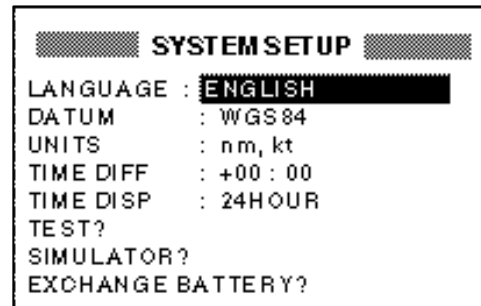 SYSTEM SETUP
LANGUAGE : ENGLISH
DATUM : WGS84
UNITS : nm, kt
TIME DIFF : +00 : 00
TIME DISP : 24HOUR
TEST?
SIMULATOR?
EXCHANGE BATTERY?